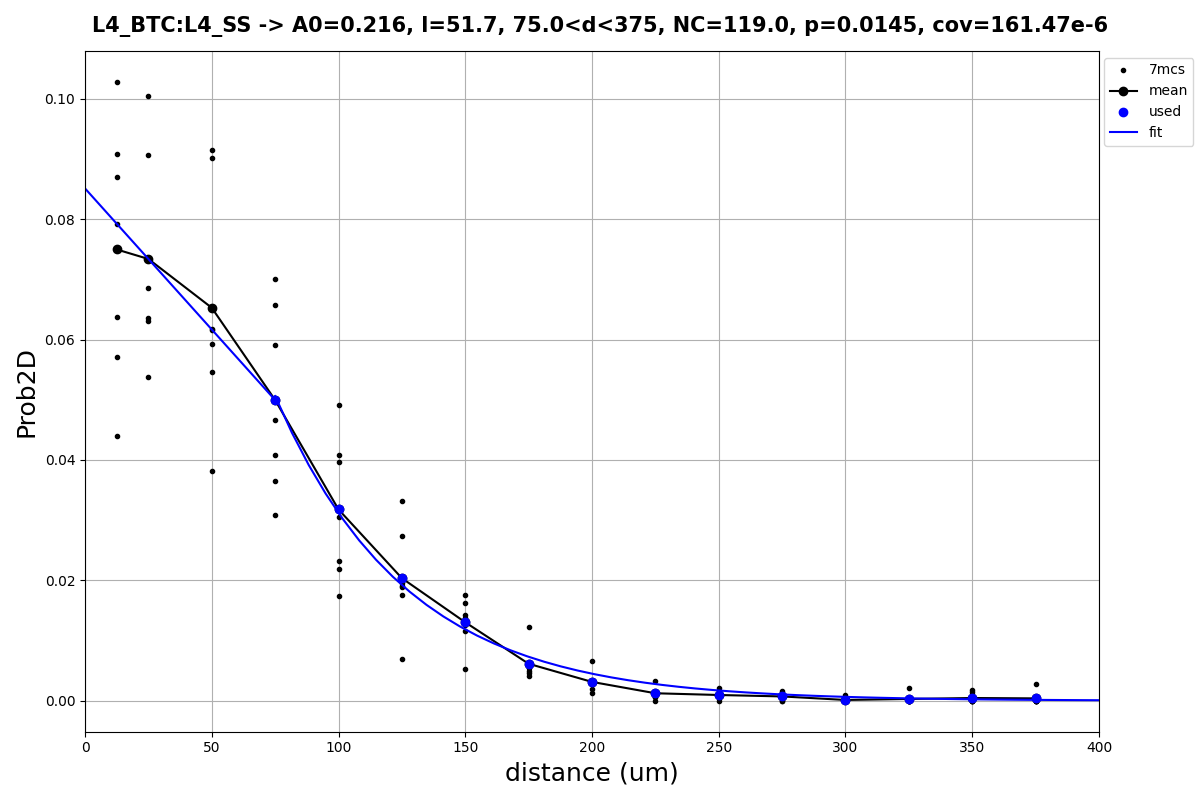 L4_BTC:L4_SS -> A0=0.216, l=51.7, 75.0<d<375, NC=119.0, p=0.0145, cov=161.47e-6
7mcs
mean
used
fit
0.10
0.08
0.06
0.04
0.02
0.00
Prob2D
0 50 100 150 200 250 300 350 400
distance (um)